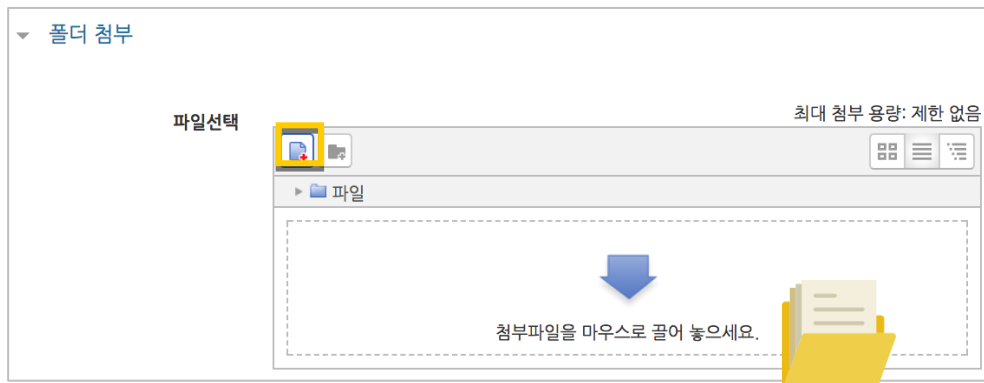 폴더 첨부
최대 첨부 용량: 제한 없음
파일선택
파일
첨부파일을 마우스로 끌어 놓으세요.